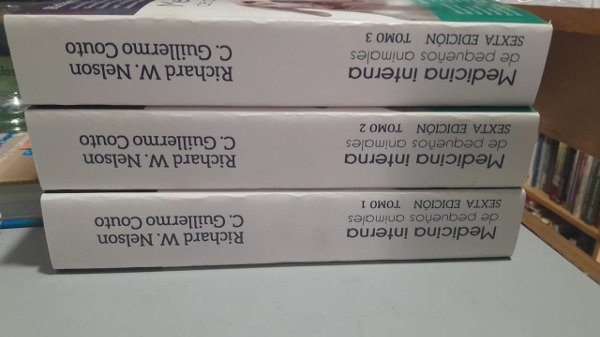 Richard W. Nelson
C. Guillermo Couto
Medicina interna
de pequeños animales
SEXTA EDICIÓN TOMO 3
Richard W. Nelson
C. Guillermo Couto
Medicina interna
de pequeños animales
SEXTA EDICIÓN TOMO 2
Richard W. Nelson
C. Guillermo Couto
Medicina interna
de pequeños animales
SEXTA EDICIÓN TOMO 1